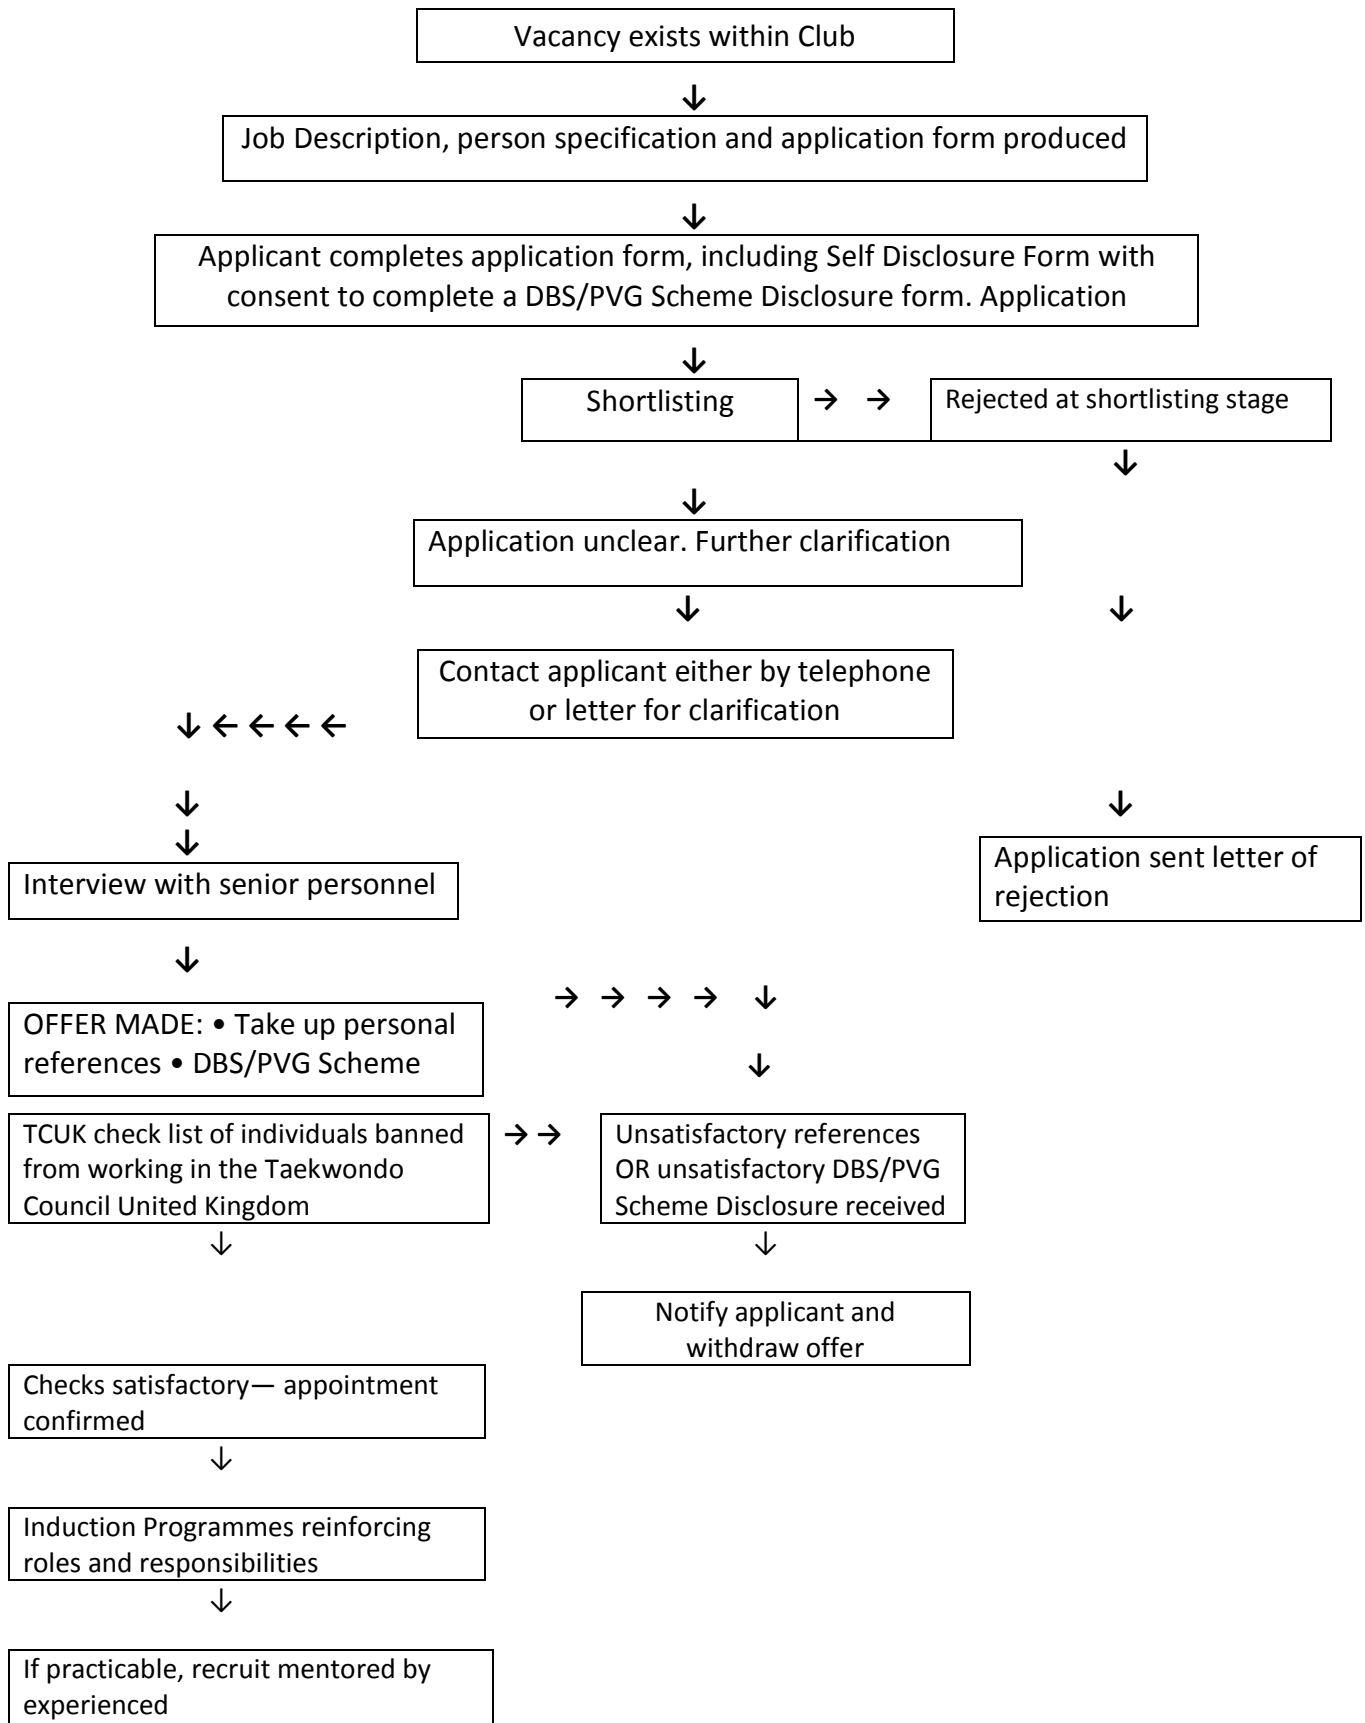 Vacancy exists within Club
Job Description, person specification and application form produced
Applicant completes application form, including Self Disclosure Form with
consent to complete a DBS/PVG Scheme Disclosure form. Application
Shortlisting
Rejected at shortlisting stage
Application unclear. Further clarification
Contact applicant either by telephone
or letter for clarification
Interview with senior personnel
Application sent letter of
rejection
OFFER MADE: • Take up personal
references • DBS/PVG Scheme
TCUK check list of individuals banned
from working in the Taekwondo
Council United Kingdom
Unsatisfactory references
OR unsatisfactory DBS/PVG
Scheme Disclosure received
Notify applicant and
withdraw offer
Checks satisfactory— appointment
confirmed
Induction Programmes reinforcing
roles and responsibilities
If practicable, recruit mentored by
experienced